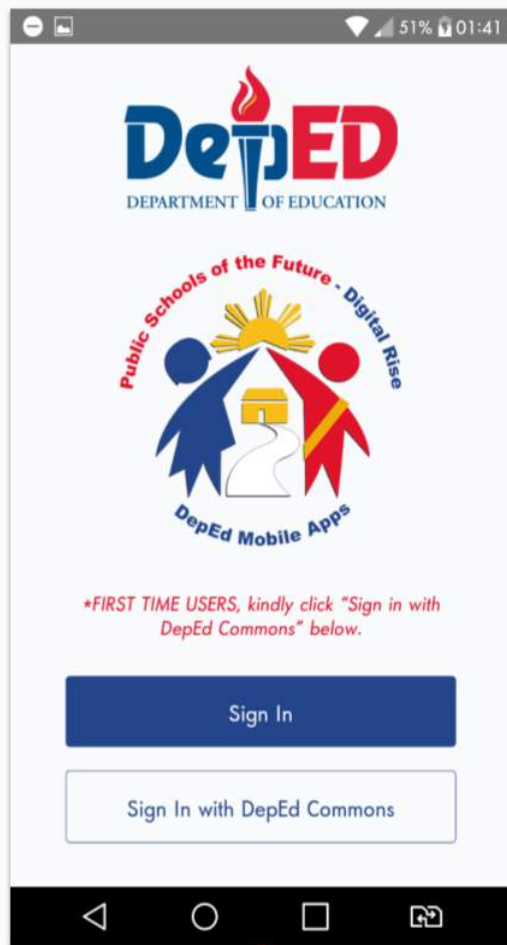 51% 01:41
DepED
DEPARTMENT OF EDUCATION
Public Schools of the Future - Digital Rise
DepEd Mobile Apps
*FIRST TIME USERS, kindly click "Sign in with
DepEd Commons" below.
Sign In
Sign In with DepEd Commons